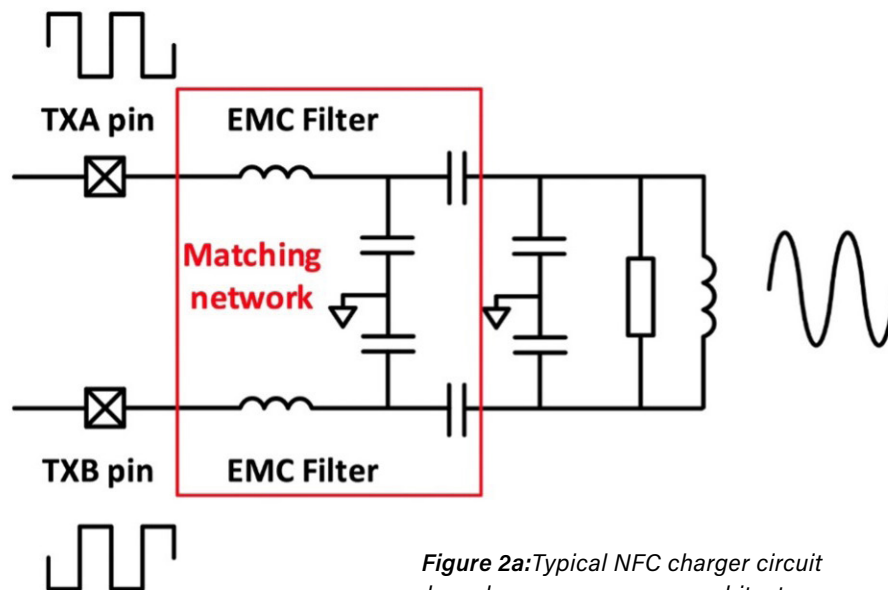 TXA pin
EMC Filter
Matching
network
TXB pin
EMC Filter
Figure 2a:Typical NFC charger circuit